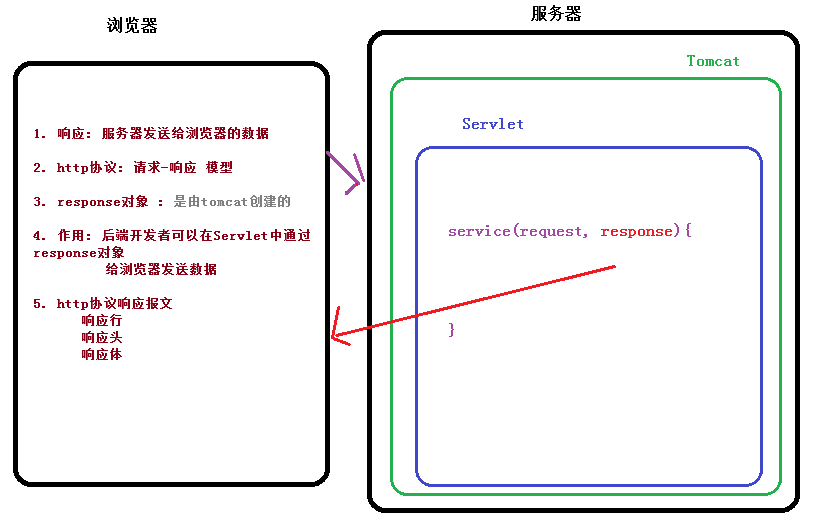 浏览器
1. 响应: 服务器发送给浏览器的数据
2. http协议: 请求-响应 模型
3. response对象 : 是由tomcat创建的
4. 作用: 后端开发者可以在Servlet中通过
response对象
给浏览器发送数据
5. http协议响应报文
响应行
响应头
响应体
服务器
Tomcat
Servlet
service(request, response){
}